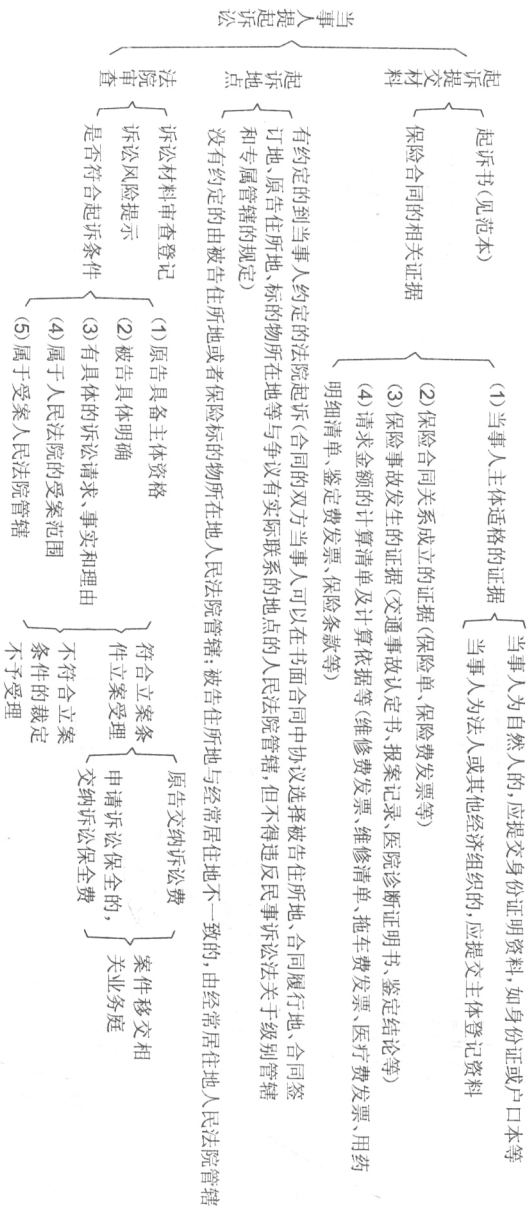 当事人提起诉讼
起诉提交材料
起诉书(见范本)
保险合同的相关证据
(1)当事人主体适格的证据
当事人为自然人的,应提交身份证明资料,如身份证或户口本等
当事人为法人或其他经济组织的,应提交主体登记资料
(2)保险合同关系成立的证据(保险单、保险费发票等)
(3)保险事故发生的证据(交通事故认定书、报案记录、医院诊断证明书、鉴定结论等)
(4)请求金额的计算清单及计算依据等(维修费发票、维修清单、拖车费发票、医疗费发票、用药
明细清单、鉴定费发票、保险条款等)
起诉地点
有约定的到当事人约定的法院起诉(合同的双方当事人可以在书面合同中协议选择被告住所地、合同履行地、合同签
订地、原告住所地、标的物所在地等与争议有实际联系的地点的人民法院管辖,但不得违反民事诉讼法关于级别管辖
和专属管辖的规定)
没有约定的由被告住所地或者保险标的物所在地人民法院管辖;被告住所地与经常居住地不一致的,由经常居住地人民法院管辖
法院审查
诉讼材料审查登记
诉讼风险提示
是否符合起诉条件
(1)原告具备主体资格
(2)被告具体明确
(3)有具体的诉讼请求、事实和理由
(4)属于人民法院的受案范围
(5)属于受案人民法院管辖
符合立案条
件立案受理
原告交纳诉讼费
申请诉讼保全的,
交纳诉讼保全费
案件移交相
关业务庭
不符合立案
条件的裁定
不予受理